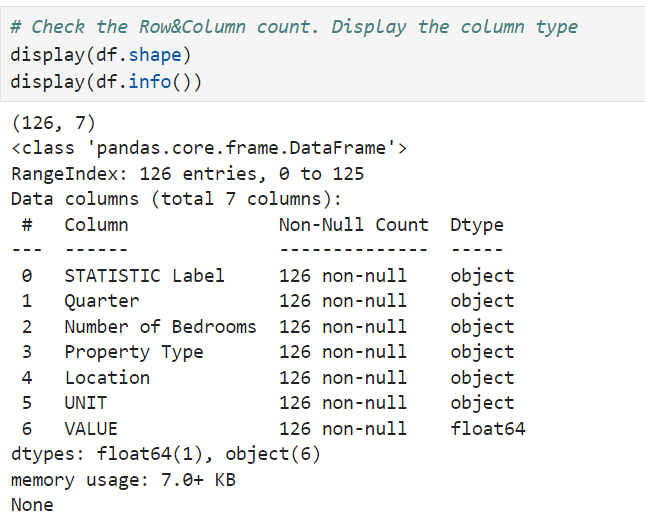 # Check the Row&Column count. Display the column type
display(df.shape)
display(df.info())
(126, 7)
<class 'pandas.core.frame.DataFrame'>
RangeIndex: 126 entries, 0 to 125
Data columns (total 7 columns):
 #   Column              Non-Null Count  Dtype
---  ------              --------------  -----
 0   STATISTIC Label     126 non-null    object
 1   Quarter             126 non-null    object
 2   Number of Bedrooms  126 non-null    object
 3   Property Type       126 non-null    object
 4   Location            126 non-null    object
 5   UNIT                126 non-null    object
 6   VALUE               126 non-null    float64
dtypes: float64(1), object(6)
memory usage: 7.0+ KB
None